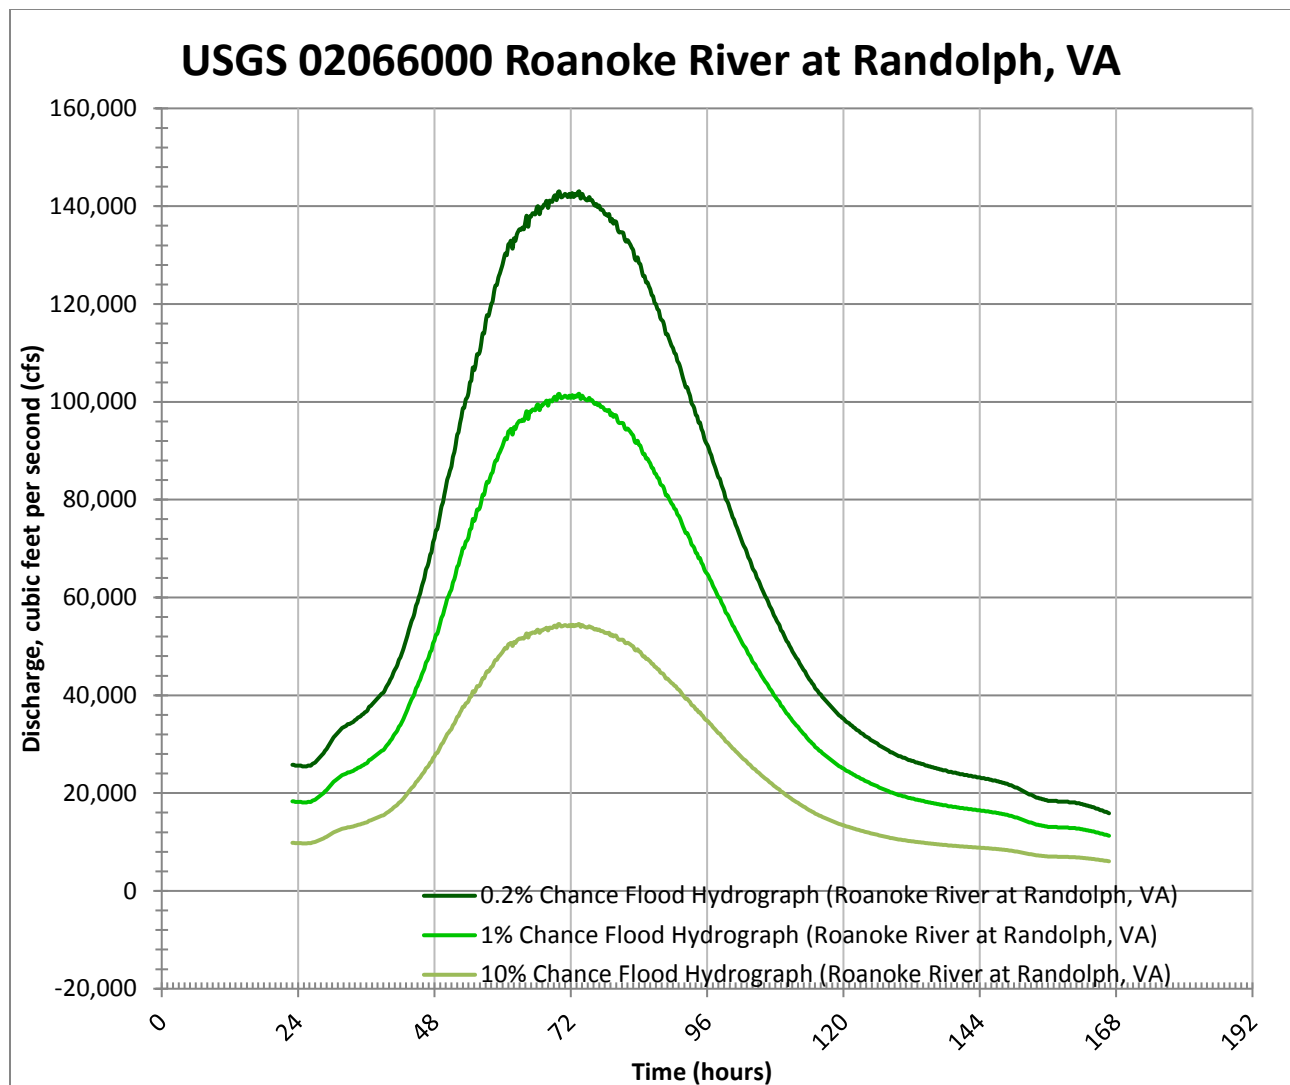 USGS 02066000 Roanoke River at Randolph, VA
160,000
140,000
120,000
100,000
80,000
60,000
40,000
20,000
0
-20,000
Discharge, cubic feet per second (cfs)
0.2% Chance Flood Hydrograph (Roanoke River at Randolph, VA)
1% Chance Flood Hydrograph (Roanoke River at Randolph, VA)
10% Chance Flood Hydrograph (Roanoke River at Randolph, VA)
0 24 48 72 96 120 144 168 192
Time (hours)